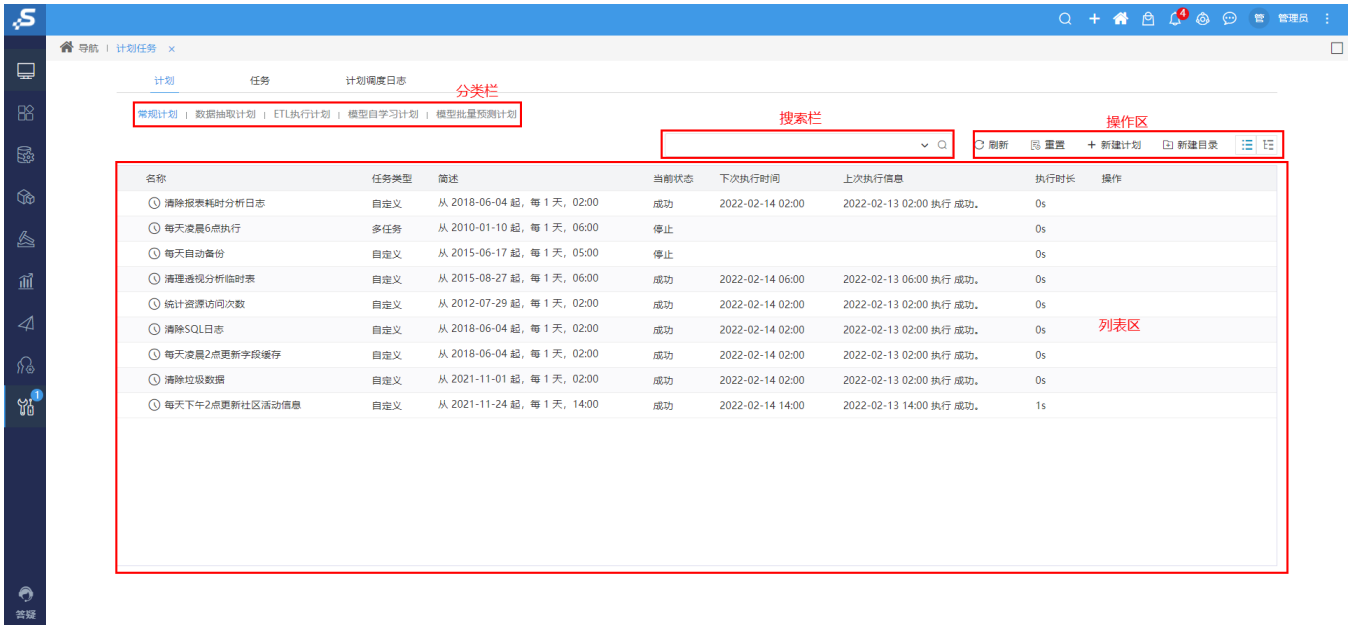 S 4 管 管理员
导航 计划任务 ×
计划 任务 计划调度日志
分类栏
常规计划 | 数据抽取计划 | ETL执行计划 | 模型自学习计划 | 模型批量预测计划
搜索栏 操作区
刷新 重置 + 新建计划 新建目录
名称 任务类型 简述 当前状态 下次执行时间 上次执行信息 执行时长 操作
清除报表耗时分析日志 自定义 从 2018-06-04 起，每 1 天，02:00 成功 2022-02-14 02:00 2022-02-13 02:00 执行 成功。 0s
每天凌晨6点执行 多任务 从 2010-01-10 起，每 1 天，06:00 停止 0s
每天自动备份 自定义 从 2015-06-17 起，每 1 天，05:00 停止 0s
清理透视分析临时表 自定义 从 2015-08-27 起，每 1 天，06:00 成功 2022-02-14 06:00 2022-02-13 06:00 执行 成功。 0s
统计资源访问次数 自定义 从 2012-07-29 起，每 1 天，02:00 成功 2022-02-14 02:00 2022-02-13 02:00 执行 成功。 0s
清除SQL日志 自定义 从 2018-06-04 起，每 1 天，02:00 成功 2022-02-14 02:00 2022-02-13 02:00 执行 成功。 0s
列表区
每天凌晨2点更新字段缓存 自定义 从 2018-06-04 起，每 1 天，02:00 成功 2022-02-14 02:00 2022-02-13 02:00 执行 成功。 0s
清除垃圾数据 自定义 从 2021-11-01 起，每 1 天，02:00 成功 2022-02-14 02:00 2022-02-13 02:00 执行 成功。 0s
1
每天下午2点更新社区活动信息 自定义 从 2021-11-24 起，每 1 天，14:00 成功 2022-02-14 14:00 2022-02-13 14:00 执行 成功。 1s
答疑